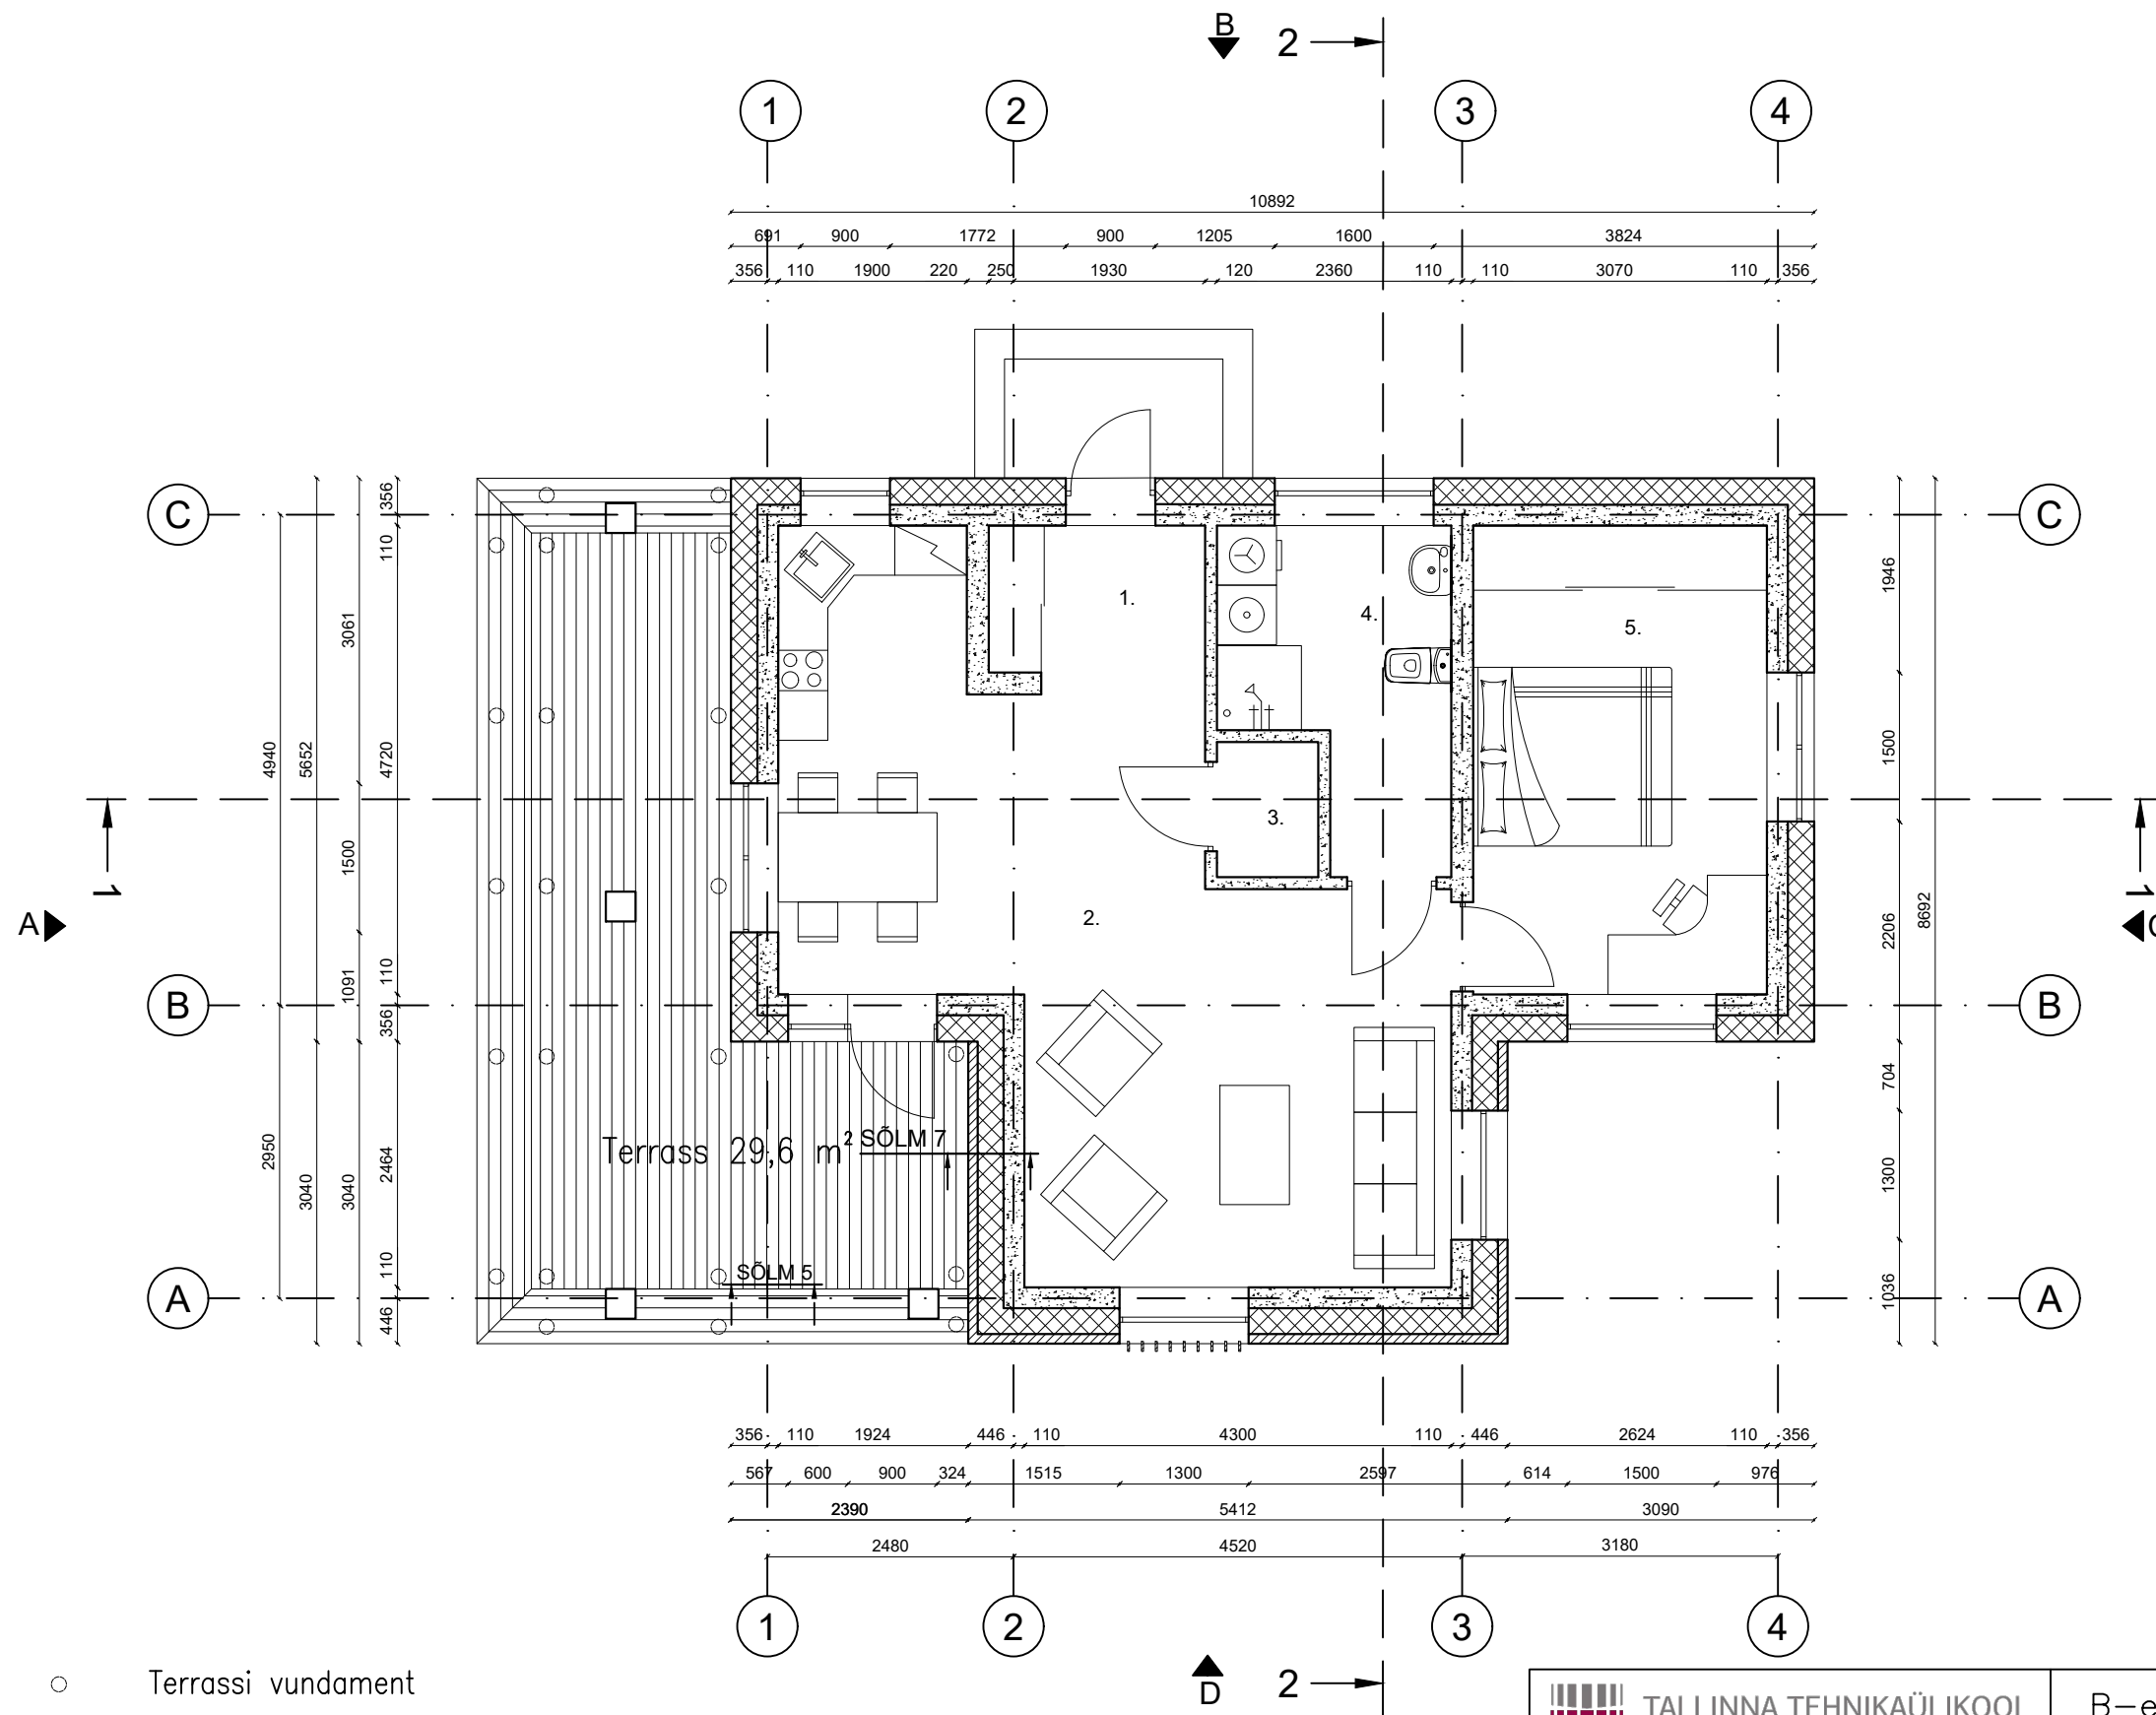 B
2
1 2 3 4
10892
691 900 1772 900 1205 1600 3824
356 110 1900 220 250 1930 120 2360 110 110 3070 110 356
C C
356
110
3061
1946
1.
4.
5.
4940 5652 4720 1500
3.
1 1
1500
A
2206 8692
2.
1091 110
B 356 B
704
Terrass 29,6 m² SÕLM 7
2950 3040 3040 2464 1300
SÕLM 5
110
A 446 1036 A
356 110 1924 446 110 4300 110 446 2624 110 356
567 600 900 324 1515 1300 2597 614 1500 976
2390 5412 3090
2480 4520 3180
1 2 3 4
Terrassi vundament
D
2
TALLINNA TEHNIKAÜLIKOOL
B-e